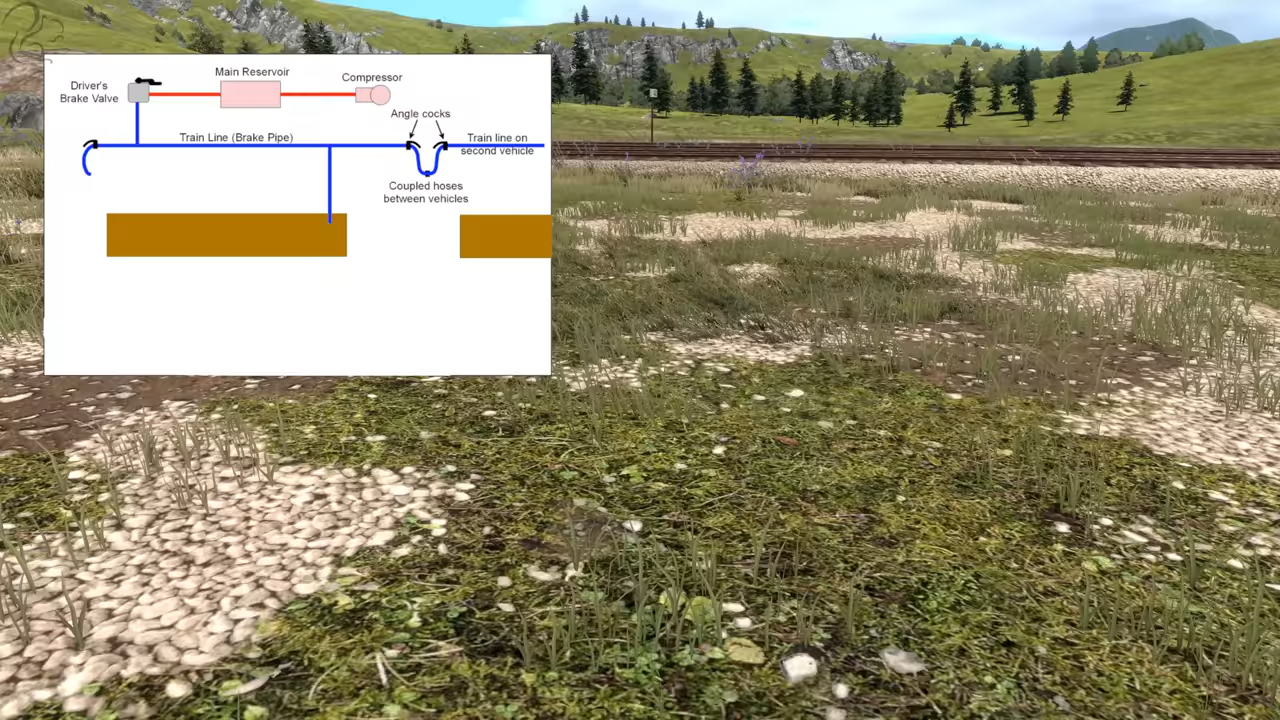 Main Reservoir
Compressor
Driver's
Brake Valve
Angle cocks
Train Line (Brake Pipe)
Train line on
second vehicle
Coupled hoses
between vehicles